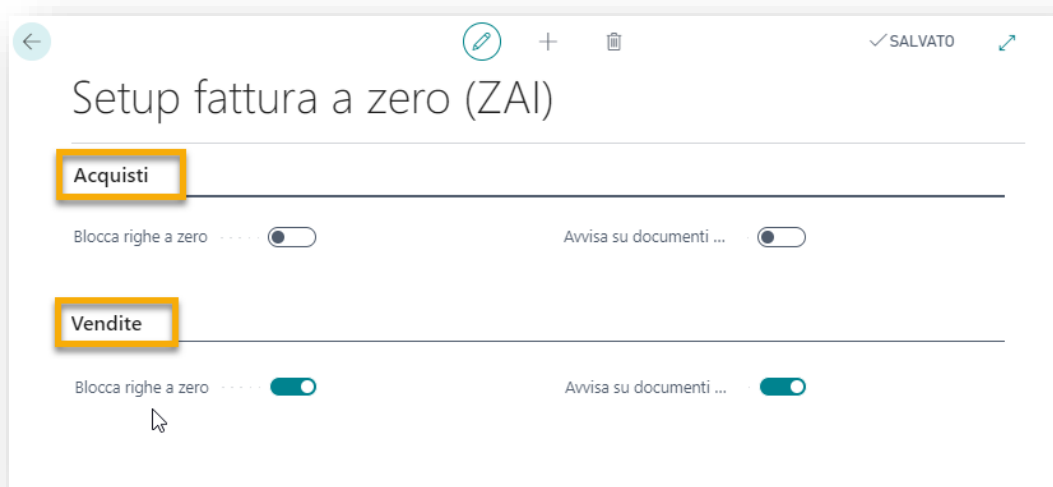 SALVATO
Setup fattura a zero (ZAI)
Acquisti
Blocca righe a zero Avvisa su documenti ...
Vendite
Blocca righe a zero Avvisa su documenti ...